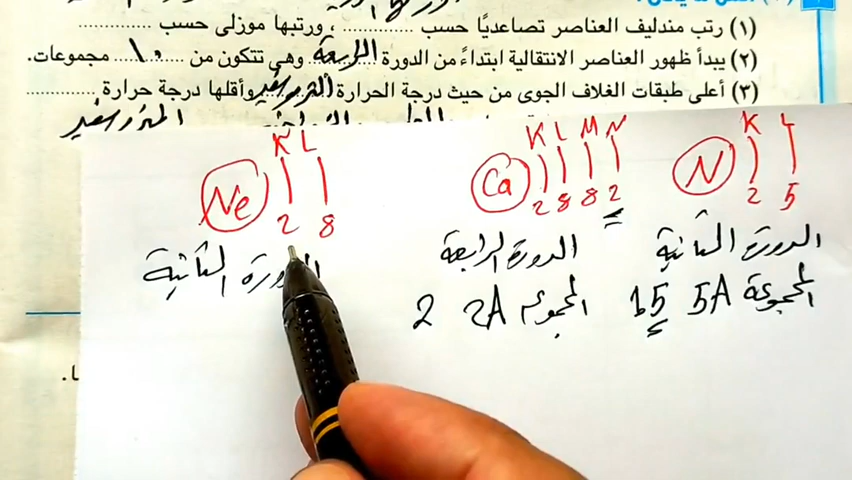 (١) رتب مندليف العناصر تصاعديًا حسب .............. ، ورتبها موزلى حسب ..............
(٢) يبدأ ظهور العناصر الانتقالية ابتداءً من الدورة الرابعة وهي تتكون من ١٠ مجموعات.
(٣) أعلى طبقات الغلاف الجوى من حيث درجة الحرارة الثرموسفير وأقلها درجة حرارة ..............
الميزوسفير
K L
K L M N
K L
Ne
2 8
Ca
2 8 8 2
N
2 5
الدورة الثانية
الدورة الرابعة
الدورة الثانية
المجموعة 2A 2
المجموعة 5A 15